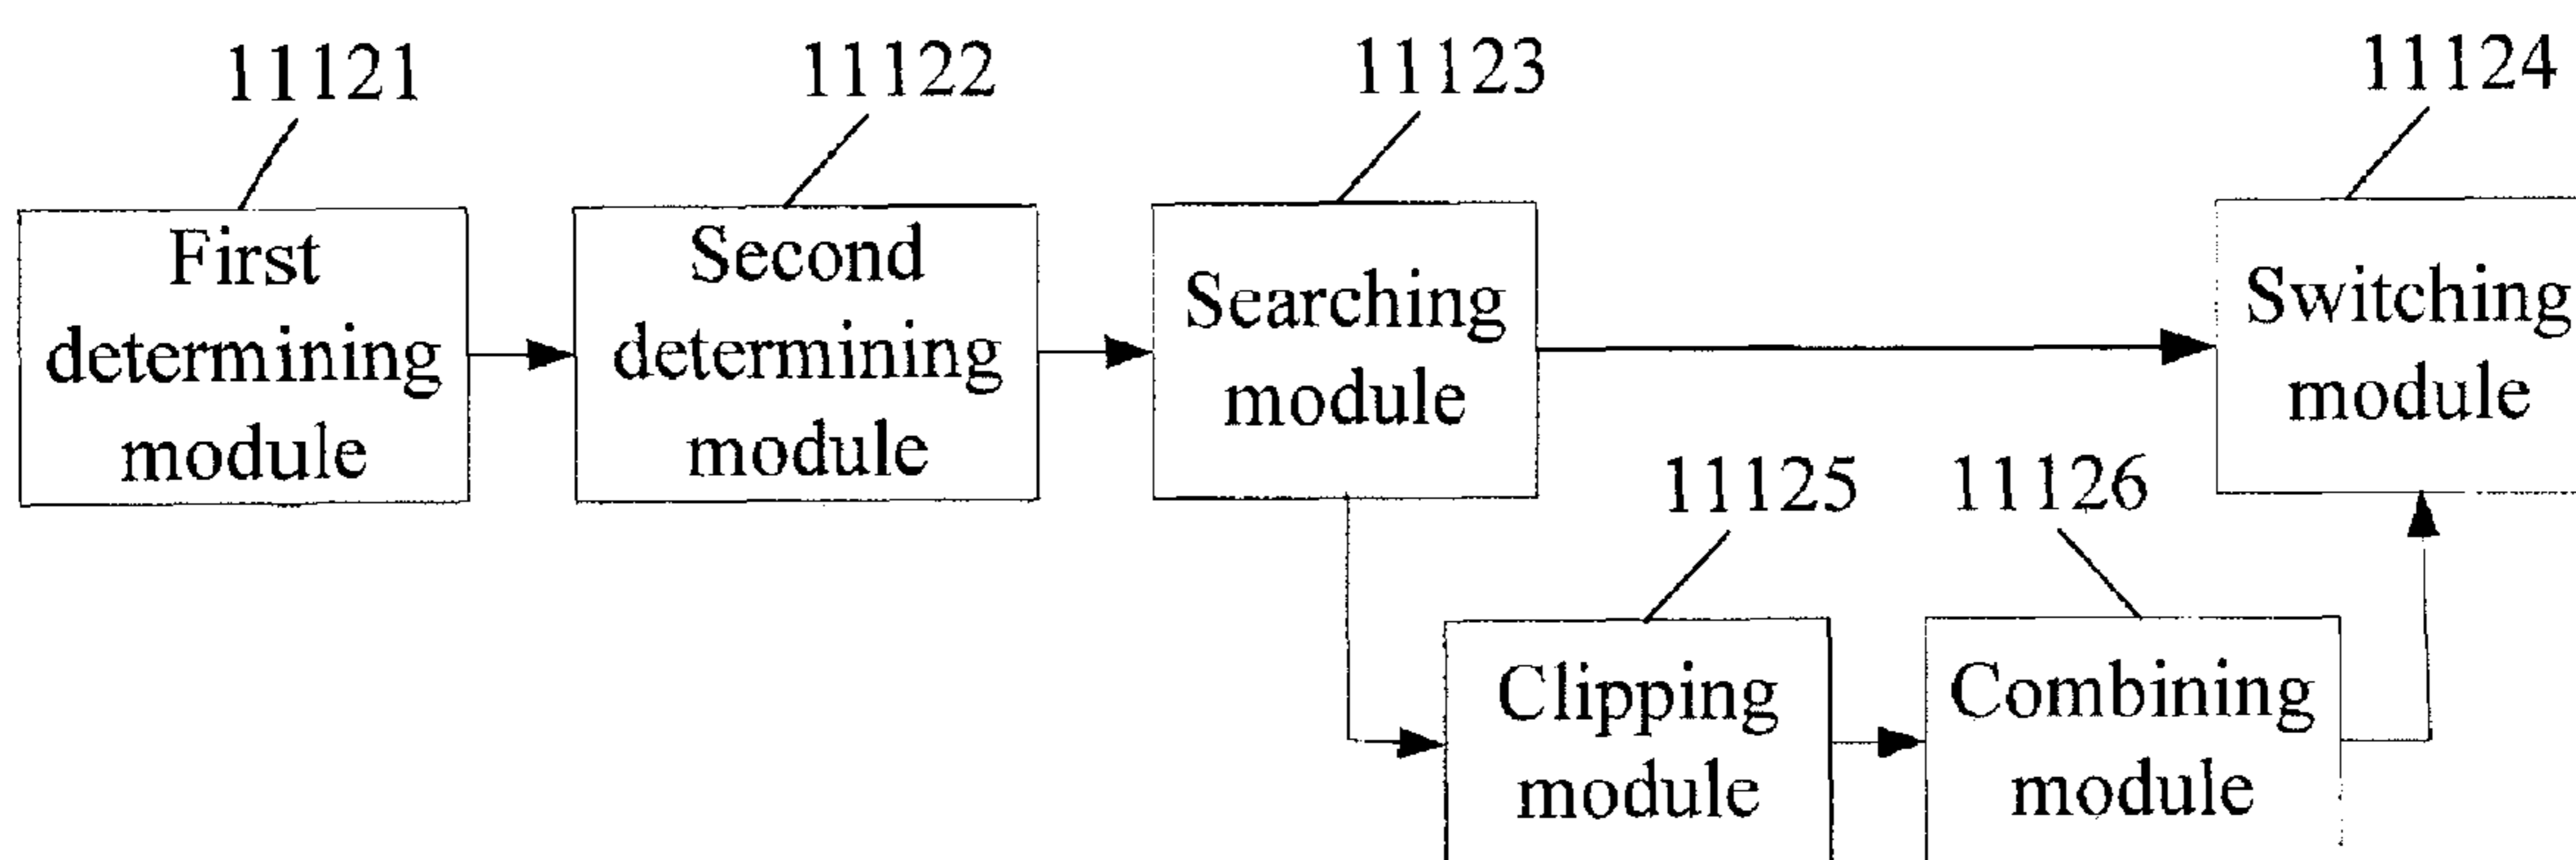 11121
11122
11123
11124
First
determining
module
Second
determining
module
Searching
module
Switching
module
11125
11126
Clipping
module
Combining
module